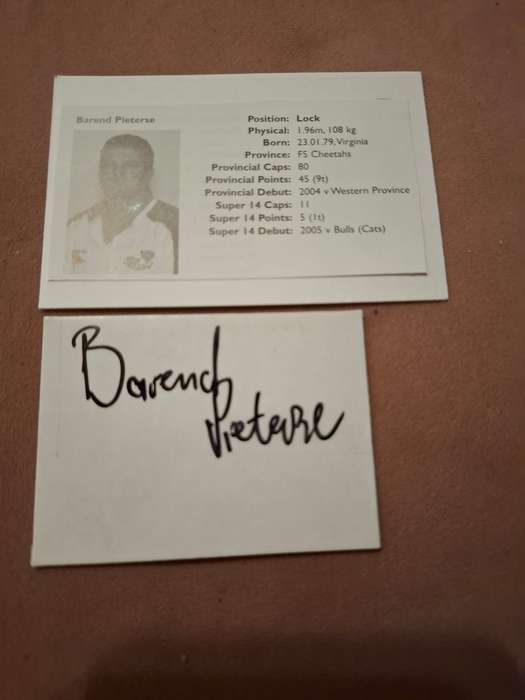 Barend Pieterse
Position: Lock
Physical: 1.96m, 108 kg
Born: 23.01.79, Virginia
Province: FS Cheetahs
Provincial Caps: 80
Provincial Points: 45 (9t)
Provincial Debut: 2004 v Western Province
Super 14 Caps: 11
Super 14 Points: 5 (1t)
Super 14 Debut: 2005 v Bulls (Cats)
Barend
Pieterse